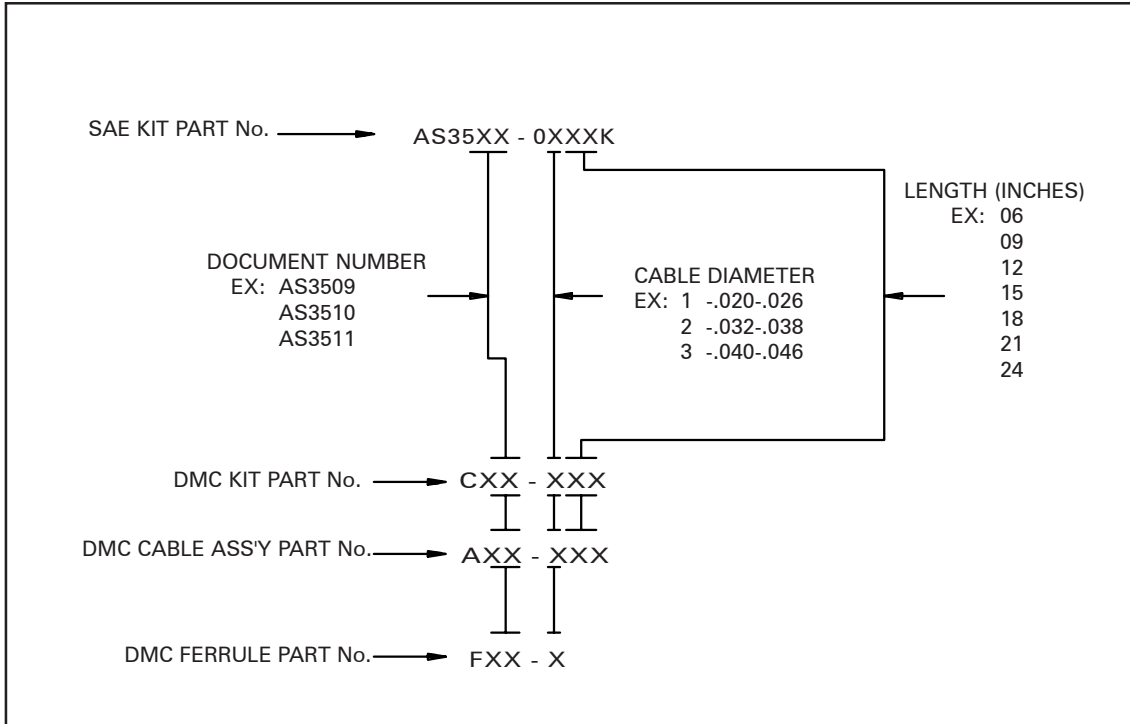 SAE KIT PART No.
AS35XX - 0XXXK
LENGTH (INCHES)
EX: 06
09
12
15
18
21
24
DOCUMENT NUMBER
EX: AS3509
AS3510
AS3511
CABLE DIAMETER
EX: 1 -.020-.026
2 -.032-.038
3 -.040-.046
DMC KIT PART No.
CXX - XXX
DMC CABLE ASS'Y PART No.
AXX - XXX
DMC FERRULE PART No.
FXX - X